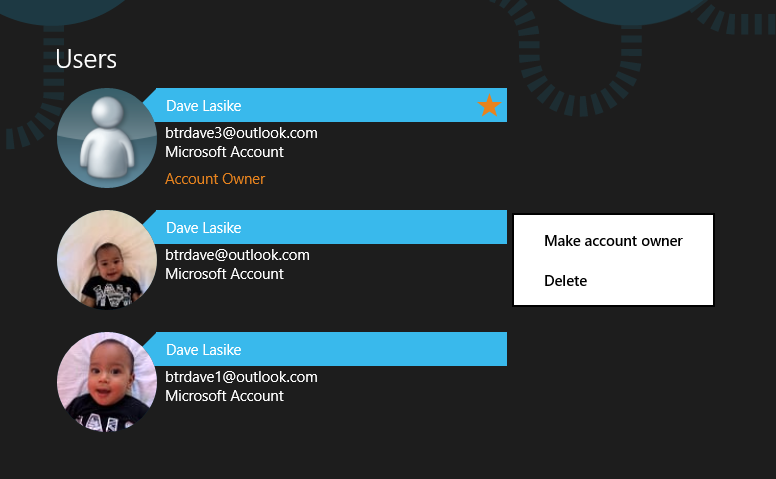 Users
Dave Lasike
btrdave3@outlook.com
Microsoft Account
Account Owner
Dave Lasike
btrdave@outlook.com
Microsoft Account
Make account owner
Delete
Dave Lasike
btrdave1@outlook.com
Microsoft Account